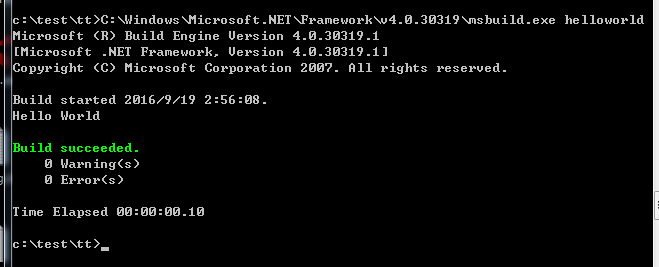 c:\test\tt>C:\Windows\Microsoft.NET\Framework\v4.0.30319\msbuild.exe helloworld
Microsoft (R) Build Engine Version 4.0.30319.1
[Microsoft .NET Framework, Version 4.0.30319.1]
Copyright (C) Microsoft Corporation 2007. All rights reserved.
Build started 2016/9/19 2:56:08.
Hello World
Build succeeded.
0 Warning(s)
0 Error(s)
Time Elapsed 00:00:00.10
c:\test\tt>_